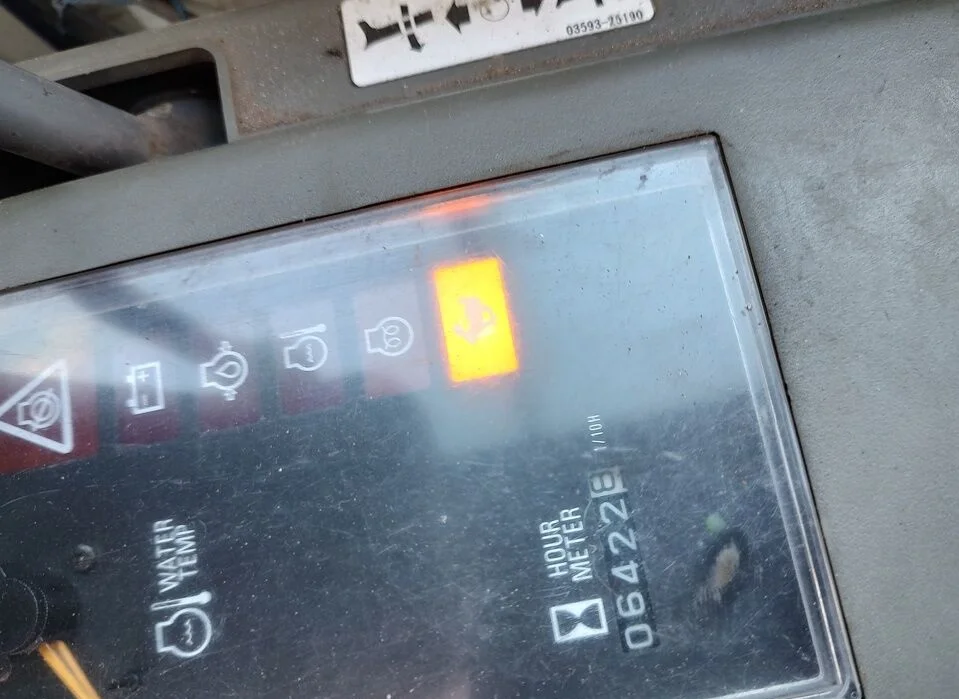 03593-25190
1/10H
HOUR
METER
064228
WATER
TEMP